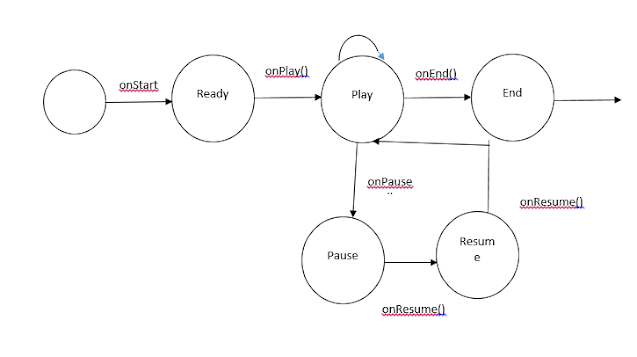 onStart
Ready
onPlay()
Play
onEnd()
End
onPause
..
onResume()
Pause
Resum
e
onResume()